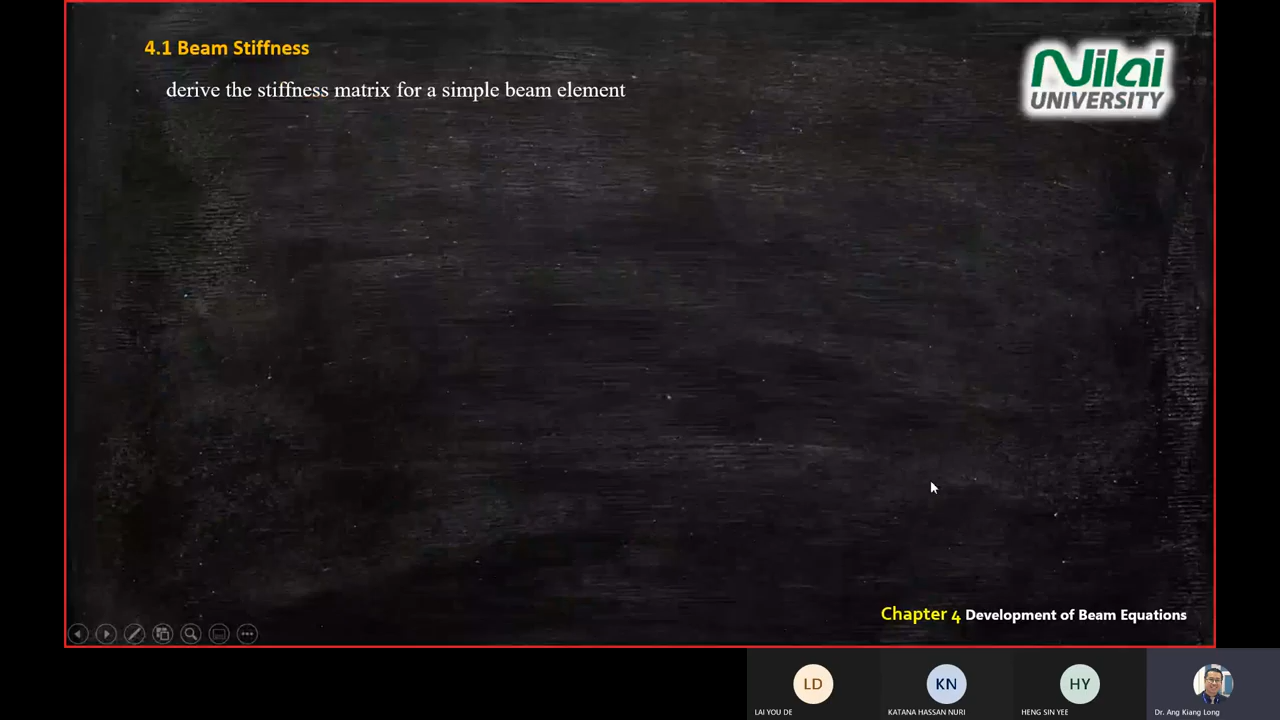 4.1 Beam Stiffness
derive the stiffness matrix for a simple beam element
Nilai
UNIVERSITY
Chapter 4 Development of Beam Equations
LD
KN
HY
LAI YOU DE
KATANA HASSAN NURI
HENG SIN YEE
Dr. Ang Kiang Long